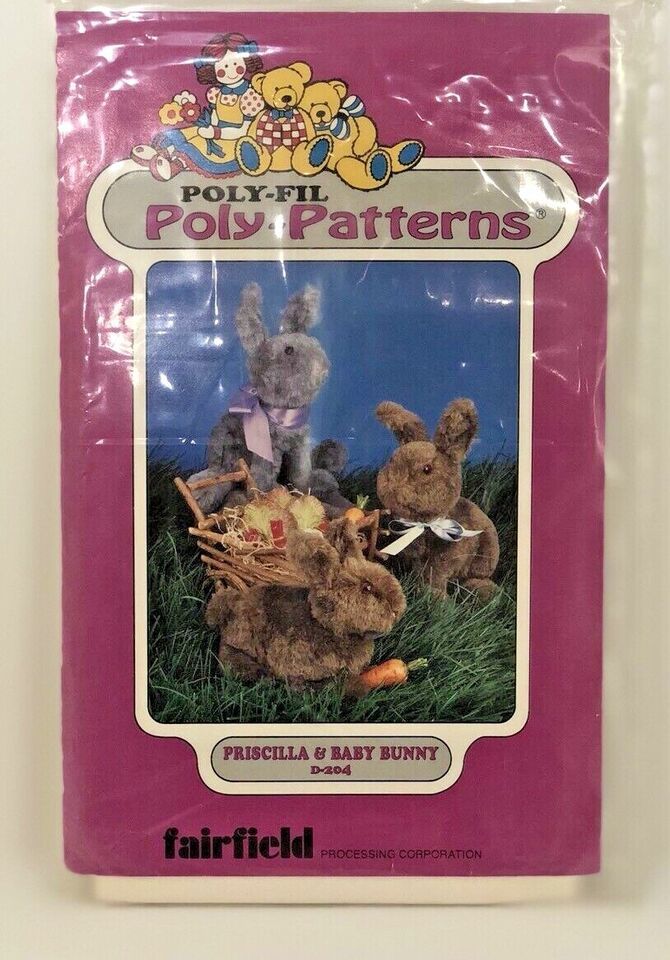 POLY-FIL
Poly-Patterns®
PRISCILLA & BABY BUNNY
D-204
fairfield PROCESSING CORPORATION